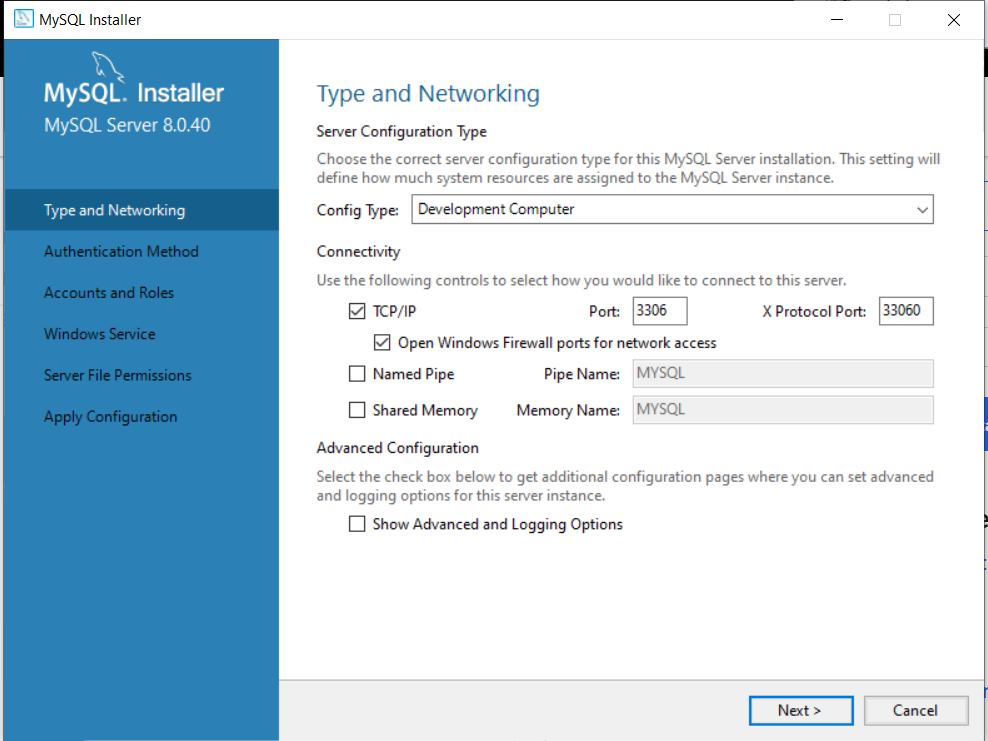 MySQL Installer
MySQL. Installer
MySQL Server 8.0.40
Type and Networking
Authentication Method
Accounts and Roles
Windows Service
Server File Permissions
Apply Configuration
Type and Networking
Server Configuration Type
Choose the correct server configuration type for this MySQL Server installation. This setting will
define how much system resources are assigned to the MySQL Server instance.
Config Type: Development Computer
Connectivity
Use the following controls to select how you would like to connect to this server.
TCP/IP Port: 3306 X Protocol Port: 33060
Open Windows Firewall ports for network access
Named Pipe Pipe Name: MYSQL
Shared Memory Memory Name: MYSQL
Advanced Configuration
Select the check box below to get additional configuration pages where you can set advanced
and logging options for this server instance.
Show Advanced and Logging Options
Next > Cancel